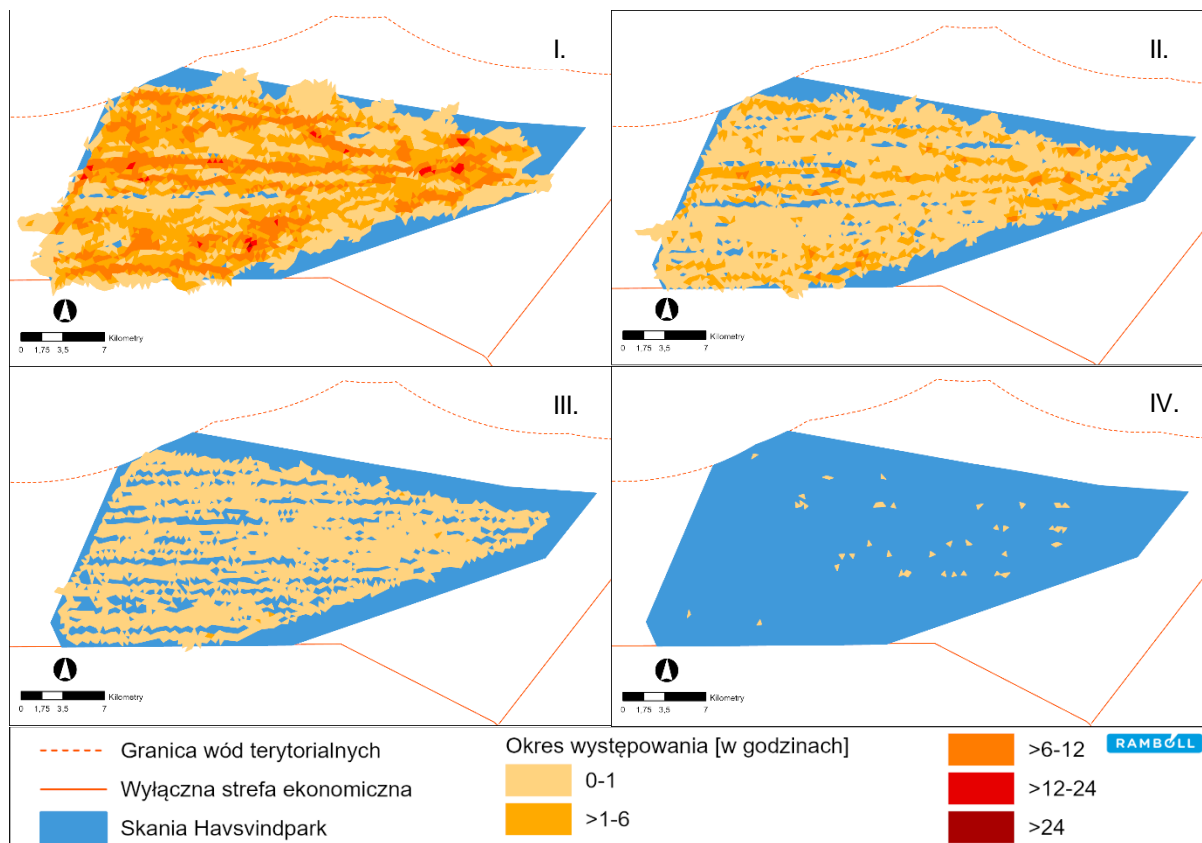 I.
II.
Kilometry
0 1,75 3,5 7
Kilometry
0 1,75 3,5 7
III.
IV.
Kilometry
0 1,75 3,5 7
Kilometry
0 1,75 3,5 7
Granica wód terytorialnych
Wyłączna strefa ekonomiczna
Skania Havsvindpark
Okres występowania [w godzinach]
0-1
>1-6
>6-12
>12-24
>24
RAMBOLL